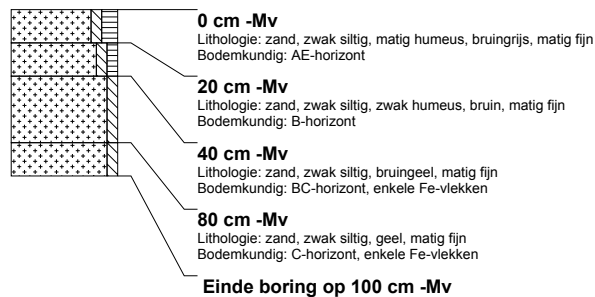 0 cm -Mv
Lithologie: zand, zwak siltig, matig humeus, bruingrijs, matig fijn
Bodemkundig: AE-horizont
20 cm -Mv
Lithologie: zand, zwak siltig, zwak humeus, bruin, matig fijn
Bodemkundig: B-horizont
40 cm -Mv
Lithologie: zand, zwak siltig, bruingeel, matig fijn
Bodemkundig: BC-horizont, enkele Fe-vlekken
80 cm -Mv
Lithologie: zand, zwak siltig, geel, matig fijn
Bodemkundig: C-horizont, enkele Fe-vlekken
Einde boring op 100 cm -Mv